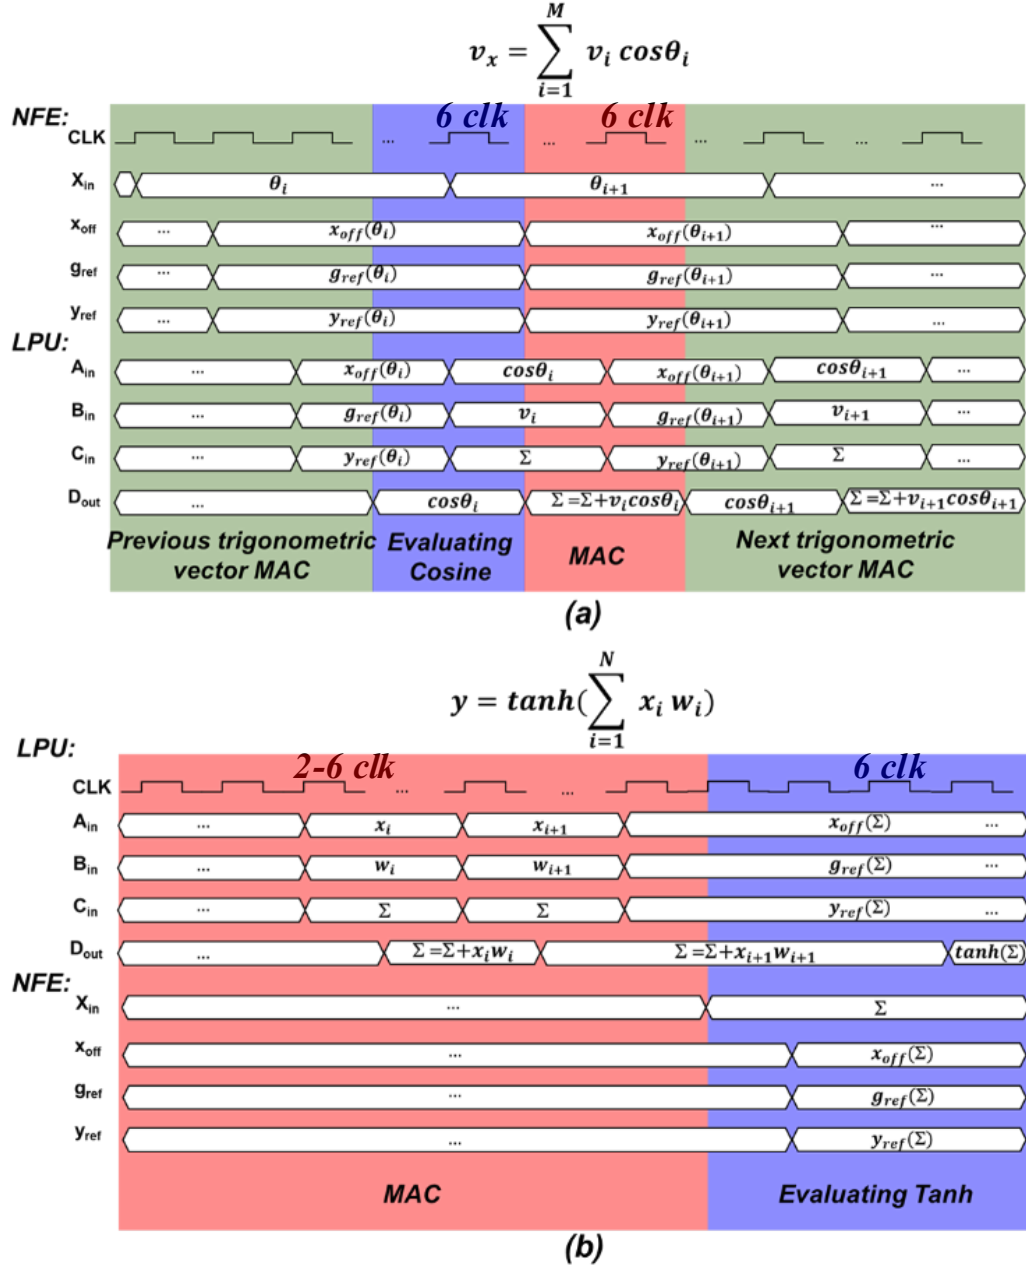 v_x = \sum_{i=1}^{M} v_i cosθ_i
NFE:
6 clk 6 clk
CLK ... ... ... ...
X_in θ_i θ_{i+1} ...
x_off ... x_off(θ_i) x_off(θ_{i+1}) ...
g_ref ... g_ref(θ_i) g_ref(θ_{i+1}) ...
y_ref ... y_ref(θ_i) y_ref(θ_{i+1}) ...
LPU:
A_in ... x_off(θ_i) cosθ_i x_off(θ_{i+1}) cosθ_{i+1} ...
B_in ... g_ref(θ_i) v_i g_ref(θ_{i+1}) v_{i+1} ...
C_in ... y_ref(θ_i) Σ y_ref(θ_{i+1}) Σ ...
D_out ... cosθ_i Σ=Σ+v_i cosθ_i cosθ_{i+1} Σ=Σ+v_{i+1}cosθ_{i+1}
Previous trigonometric vector MAC
Evaluating Cosine
MAC
Next trigonometric vector MAC
(a)
y = tanh(\sum_{i=1}^{N} x_i w_i)
LPU:
2-6 clk 6 clk
CLK ... ...
A_in ... x_i x_{i+1} x_off(Σ) ...
B_in ... w_i w_{i+1} g_ref(Σ) ...
C_in ... Σ Σ y_ref(Σ) ...
D_out ... Σ=Σ+x_i w_i Σ=Σ+x_{i+1}w_{i+1} tanh(Σ)
NFE:
X_in ... Σ
x_off ... x_off(Σ)
g_ref ... g_ref(Σ)
y_ref ... y_ref(Σ)
MAC Evaluating Tanh
(b)